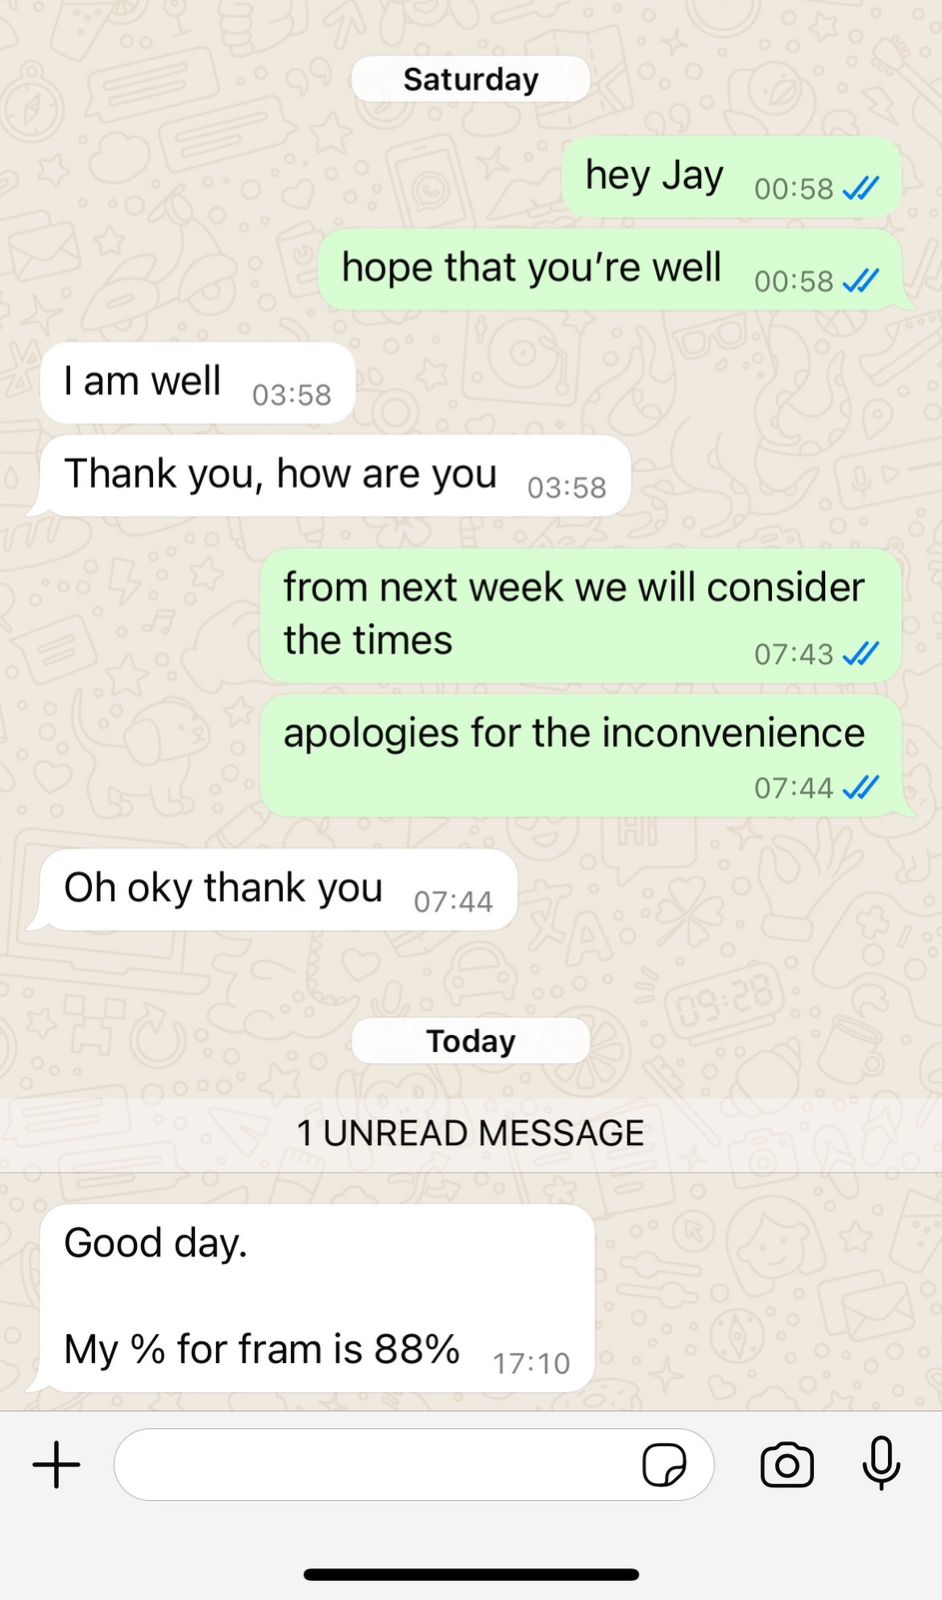 Saturday
hey Jay 00:58
hope that you're well 00:58
I am well 03:58
Thank you, how are you 03:58
from next week we will consider
the times 07:43
apologies for the inconvenience
07:44
Oh oky thank you 07:44
Today
1 UNREAD MESSAGE
Good day.
My % for fram is 88% 17:10
Hi
09:28